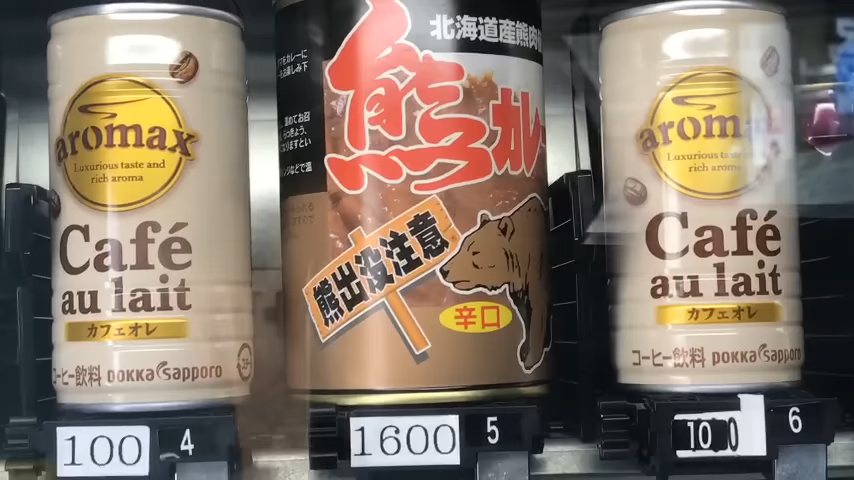 aromax
Luxurious taste and
rich aroma
Café
au lait
カフェオレ
コーヒー飲料 pokka sapporo
100
4
北海道産熊肉
熊カレー
熊出没注意
辛口
1600
5
Luxurious taste and
rich aroma
Café
au lait
カフェオレ
コーヒー飲料 pokka sapporo
6